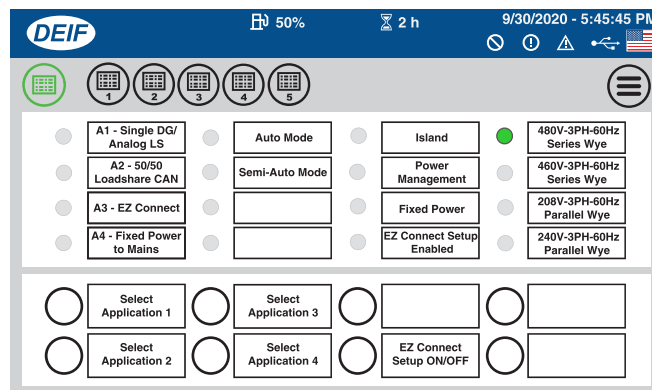 DEIF
50%
2 h
9/30/2020 - 5:45:45 PM
1
2
3
4
5
A1 - Single DG/
Analog LS
Auto Mode
Island
480V-3PH-60Hz
Series Wye
A2 - 50/50
Loadshare CAN
Semi-Auto Mode
Power
Management
460V-3PH-60Hz
Series Wye
A3 - EZ Connect
Fixed Power
208V-3PH-60Hz
Parallel Wye
A4 - Fixed Power
to Mains
EZ Connect Setup
Enabled
240V-3PH-60Hz
Parallel Wye
Select
Application 1
Select
Application 3
Select
Application 2
Select
Application 4
EZ Connect
Setup ON/OFF